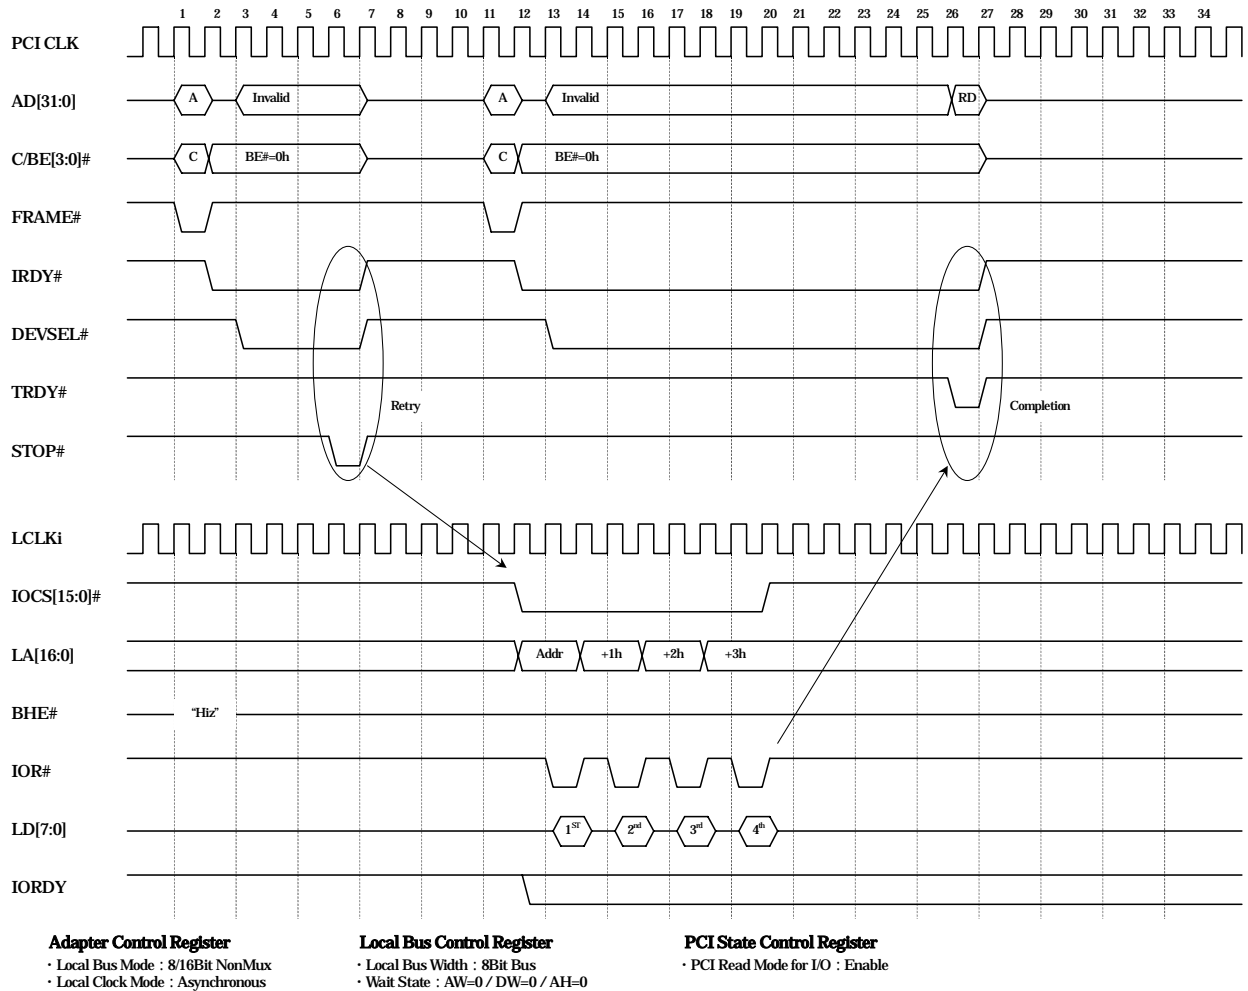 1 2 3 4 5 6 7 8 9 10 11 12 13 14 15 16 17 18 19 20 21 22 23 24 25 26 27 28 29 30 31 32 33 34
PCI CLK
AD[31:0] A Invalid A Invalid RD
C/BE[3:0]# C BE#=0h C BE#=0h
FRAME#
IRDY#
DEVSEL#
TRDY#
Retry Completion
STOP#
LCLKi
IOCS[15:0]#
LA[16:0] Addr +1h +2h +3h
BHE# “Hiz”
IOR#
LD[7:0] 1ST 2nd 3rd 4th
IORDY
Adapter Control Register Local Bus Control Register PCI State Control Register
・Local Bus Mode : 8/16Bit NonMux ・Local Bus Width : 8Bit Bus ・PCI Read Mode for I/O : Enable
・Local Clock Mode : Asynchronous ・Wait State : AW=0 / DW=0 / AH=0